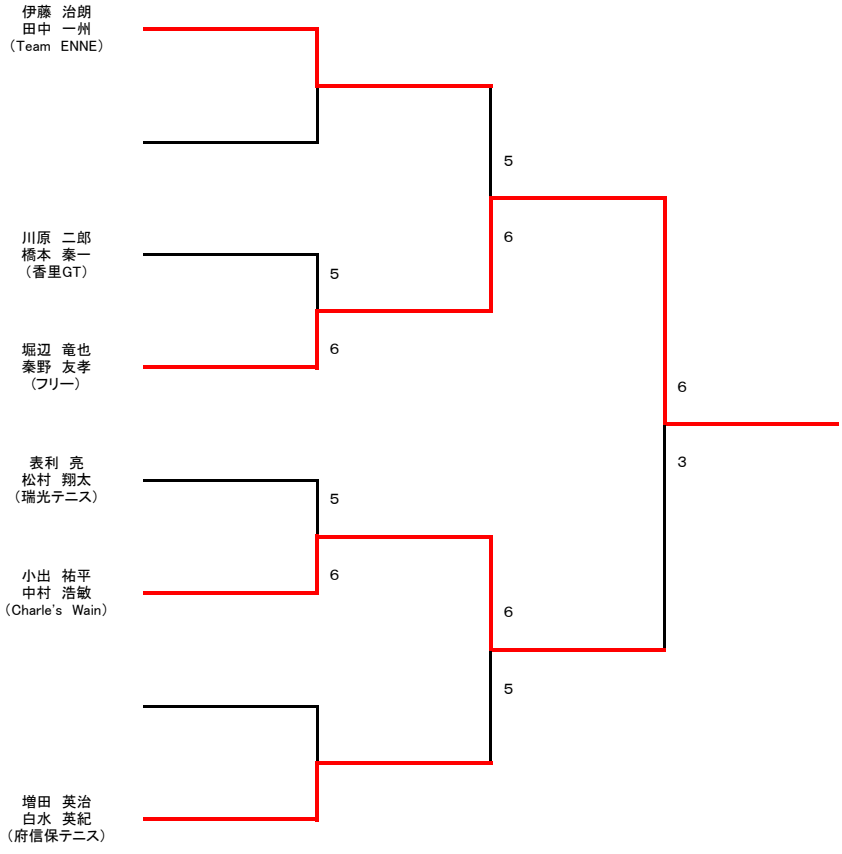 伊藤　治朗
田中　一州
（Team　ENNE）
5
6
川原　二郎
橋本　秦一
（香里GT）
5
6
堀辺　竜也
秦野　友孝
（フリー）
6
3
表利　亮
松村　翔太
（瑞光テニス）
5
6
小出　祐平
中村　浩敏
（Charle's　Wain）
6
5
増田　英治
白水　英紀
（府信保テニス）